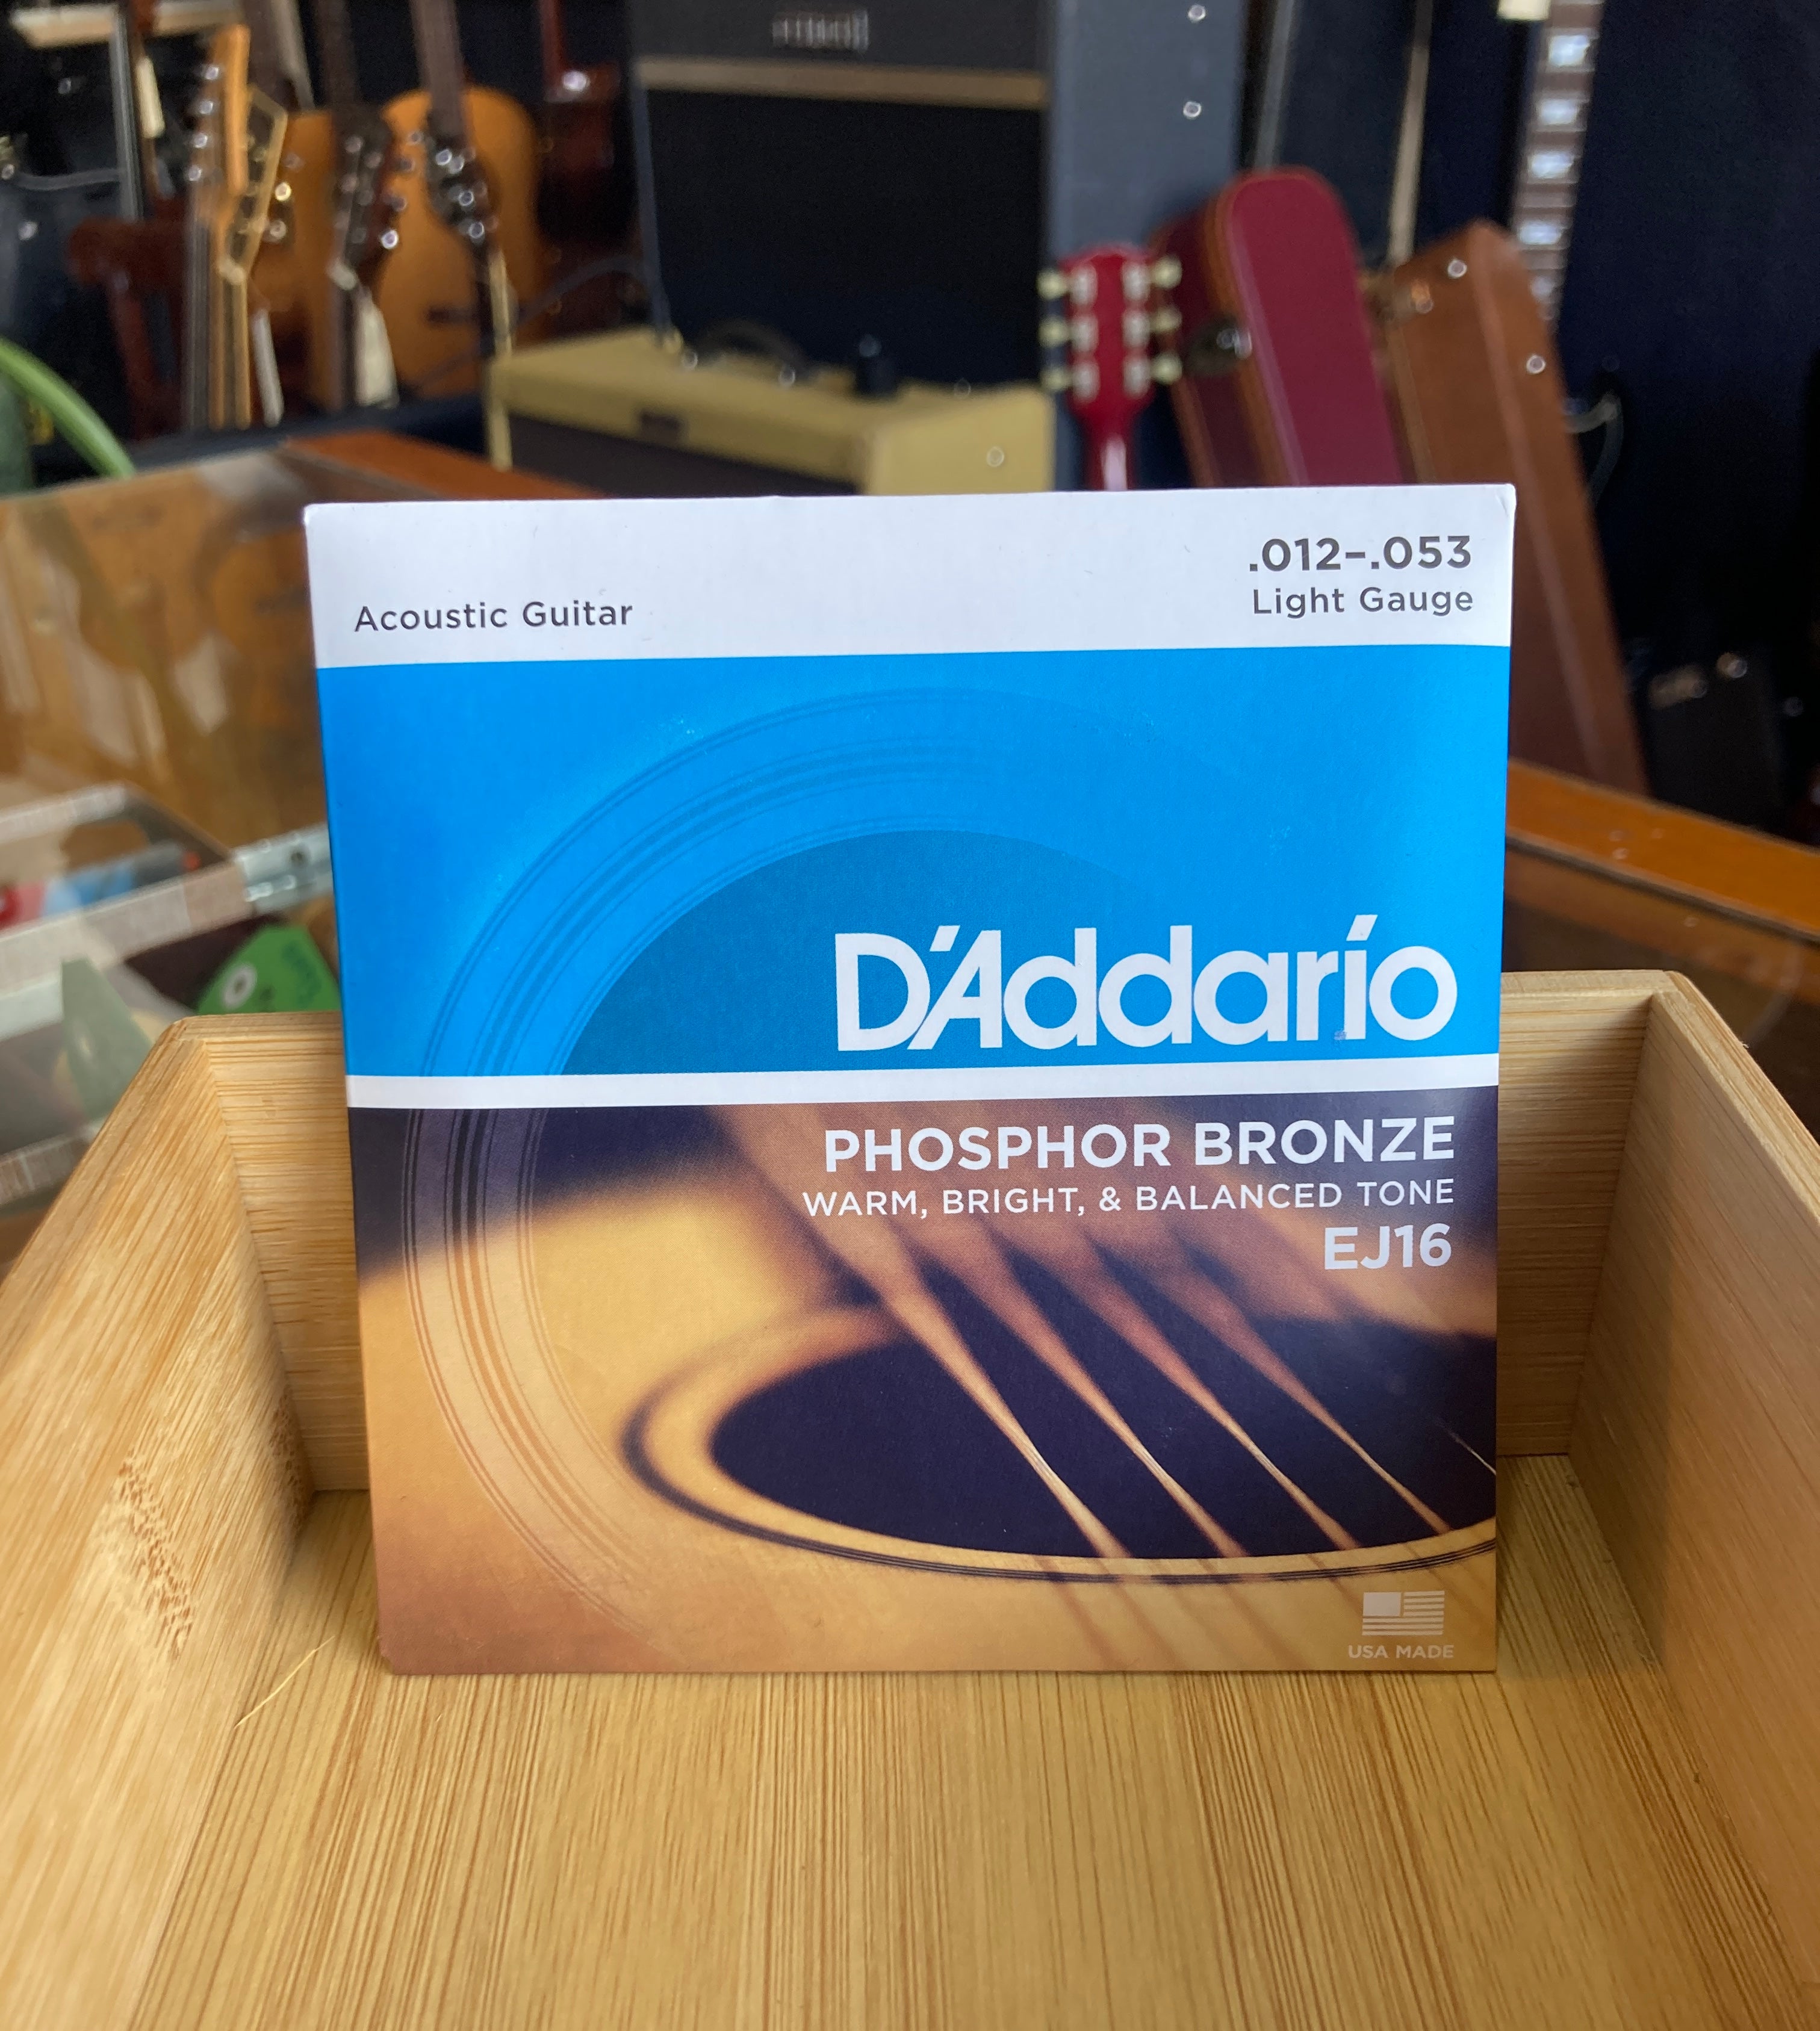 Acoustic Guitar
.012–.053
Light Gauge
D'Addario
PHOSPHOR BRONZE
WARM, BRIGHT, & BALANCED TONE
EJ16
USA MADE